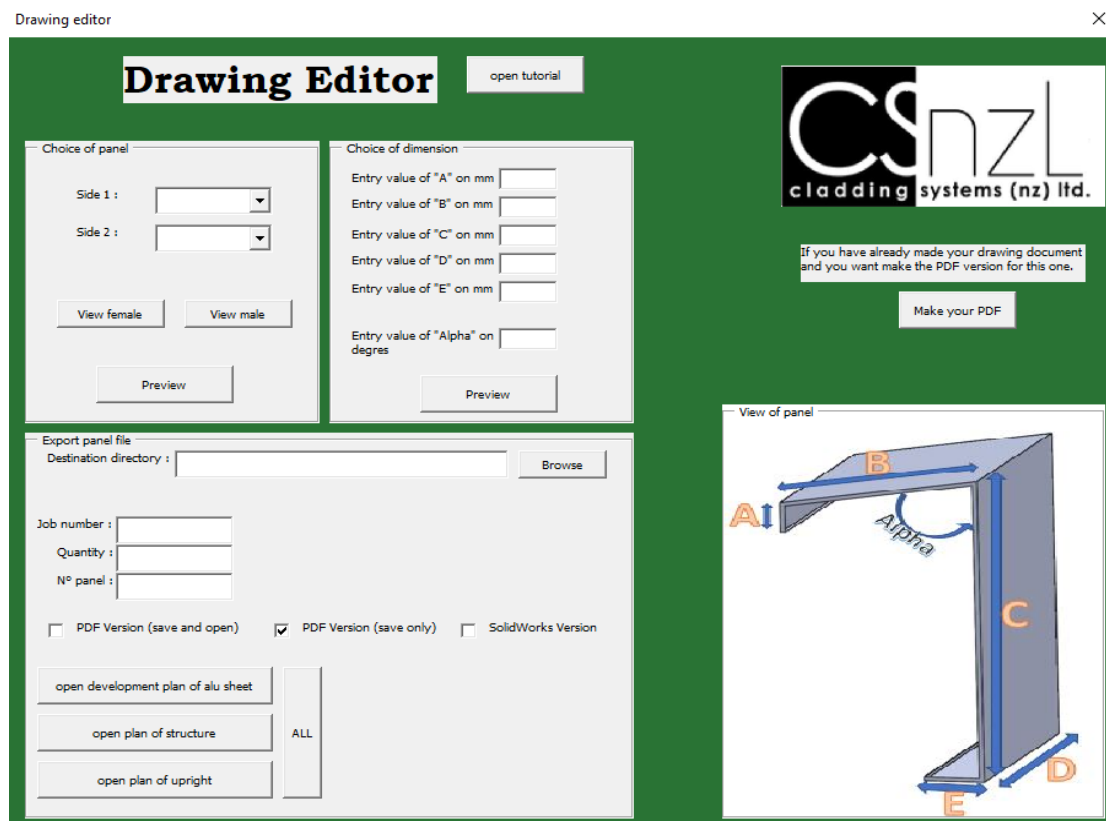 Drawing editor
Drawing Editor
open tutorial
CSnzL
cladding systems (nz) ltd.
Choice of panel
Side 1 :
Side 2 :
View female
View male
Preview
Choice of dimension
Entry value of "A" on mm
Entry value of "B" on mm
Entry value of "C" on mm
Entry value of "D" on mm
Entry value of "E" on mm
Entry value of "Alpha" on
degres
Preview
If you have already made your drawing document
and you want make the PDF version for this one.
Make your PDF
Export panel file
Destination directory :
Browse
Job number :
Quantity :
Nº panel :
PDF Version (save and open)
PDF Version (save only)
SolidWorks Version
open development plan of alu sheet
open plan of structure
open plan of upright
ALL
View of panel
B
A
Alpha
C
D
E